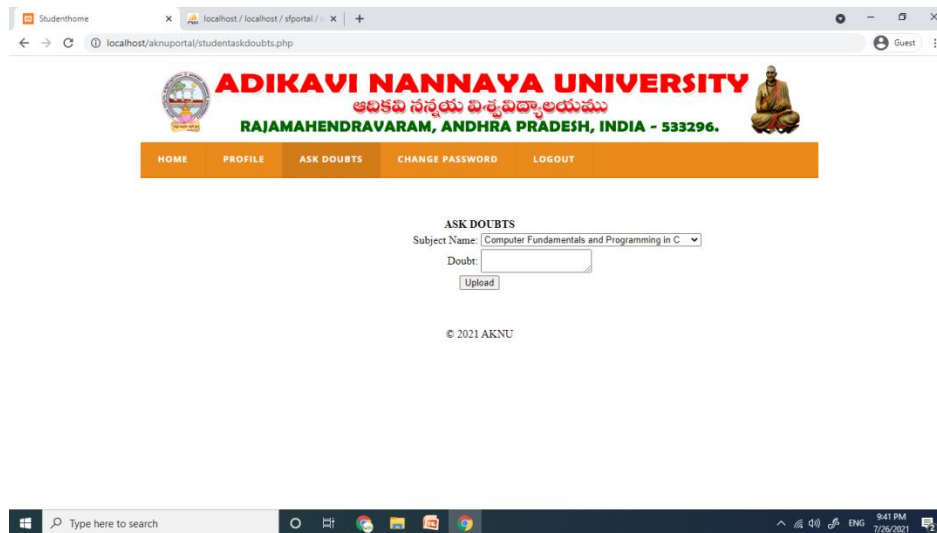 Studenthome
localhost / localhost / sfportal /
localhost/aknuportal/studentaskdoubts.php
Guest
ADIKAVI NANNAYA UNIVERSITY
ఆదికవి నన్నయ విశ్వవిద్యాలయము
RAJAMAHENDRAVARAM, ANDHRA PRADESH, INDIA - 533296.
HOME PROFILE ASK DOUBTS CHANGE PASSWORD LOGOUT
ASK DOUBTS
Subject Name: Computer Fundamentals and Programming in C
Doubt:
Upload
© 2021 AKNU
Type here to search
ENG
9:41 PM
7/26/2021